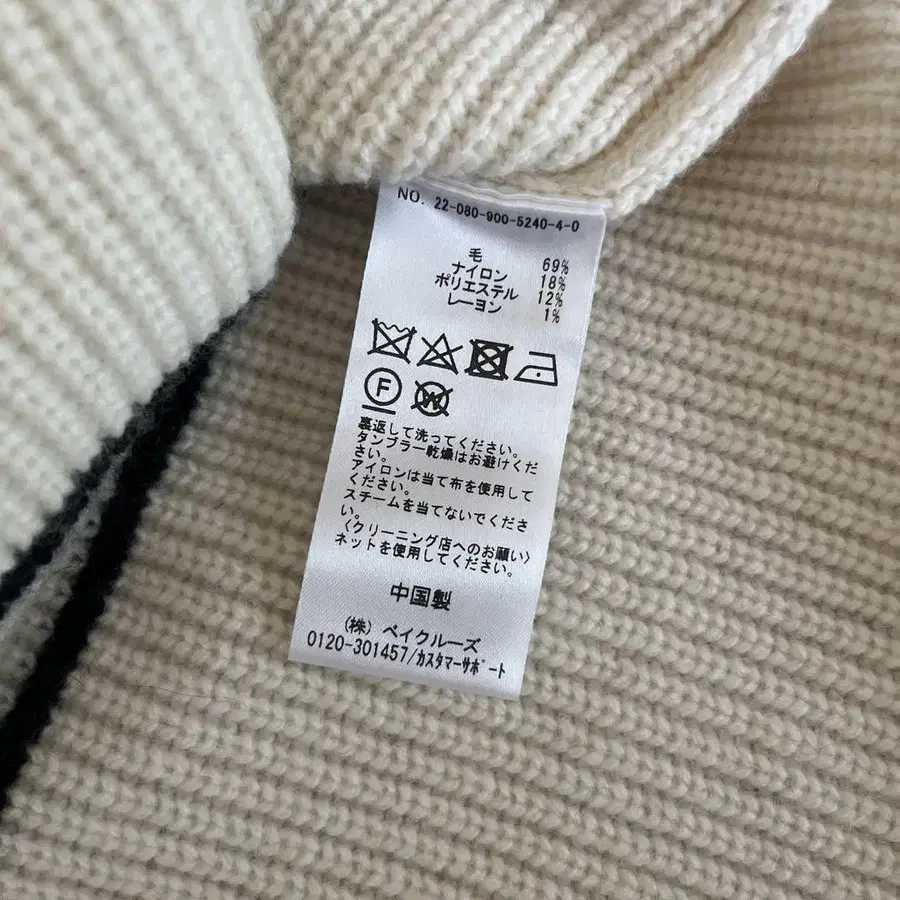 NO. 22-080-900-5240-4-0
毛 69%
ナイロン 18%
ポリエステル 12%
レーヨン 1%
F W
裏返して洗ってください。
タンブラー乾燥はお避けくだ
さい。
アイロンは当て布を使用して
ください。
スチームを当てないでくださ
い。
〈クリーニング店へのお願い〉
ネットを使用してください。
中国製
(株) ベイクルーズ
0120-301457/ｶｽﾀﾏｰｻﾎﾟｰﾄ